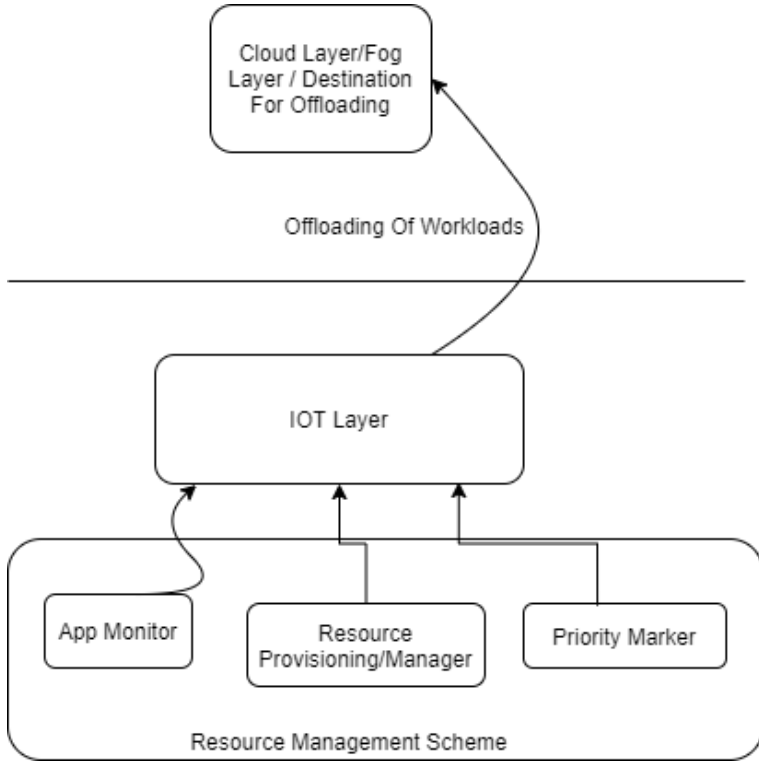 Cloud Layer/Fog
Layer / Destination
For Offloading
Offloading Of Workloads
IOT Layer
App Monitor
Resource
Provisioning/Manager
Priority Marker
Resource Management Scheme